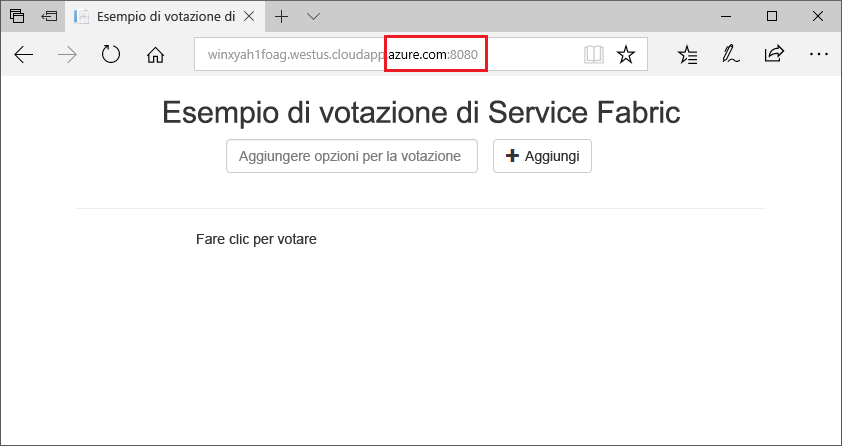 Esempio di votazione di
winxyah1foag.westus.cloudapp.azure.com:8080
Esempio di votazione di Service Fabric
Aggiungere opzioni per la votazione
Aggiungi
Fare clic per votare